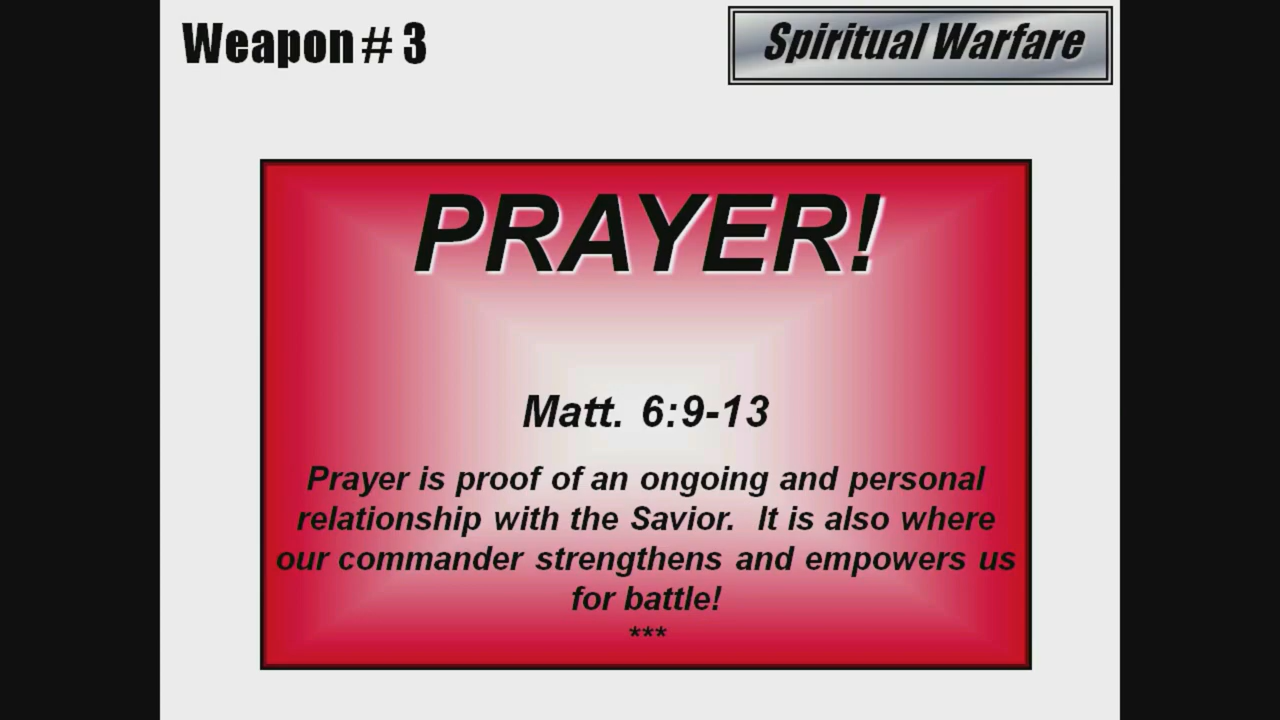 Weapon # 3
Spiritual Warfare
PRAYER!
Matt. 6:9-13
Prayer is proof of an ongoing and personal
relationship with the Savior. It is also where
our commander strengthens and empowers us
for battle!
***